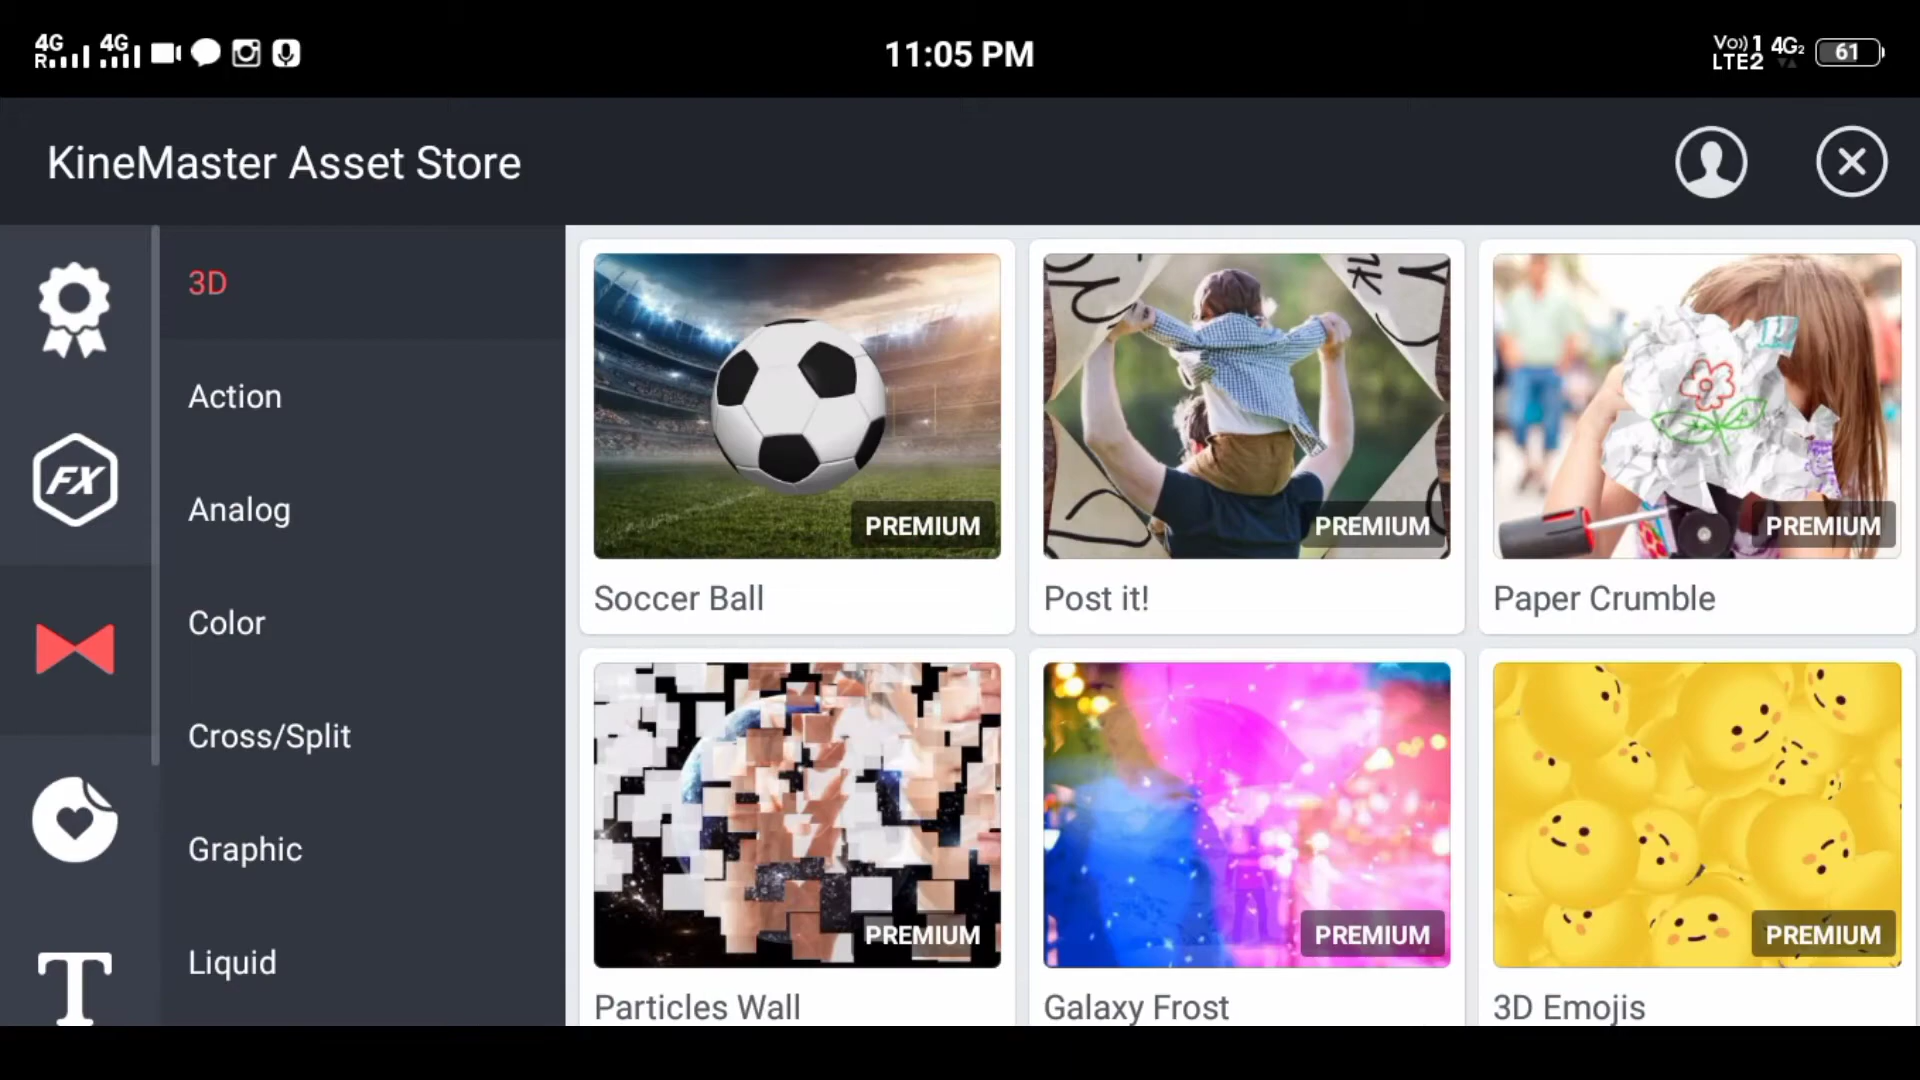 4G
R
4G
11:05 PM
Vo)) 1 4G2
LTE2
61
KineMaster Asset Store
3D
Action
Analog
Color
Cross/Split
Graphic
Liquid
FX
T
PREMIUM
PREMIUM
PREMIUM
Soccer Ball
Post it!
Paper Crumble
PREMIUM
PREMIUM
PREMIUM
Particles Wall
Galaxy Frost
3D Emojis